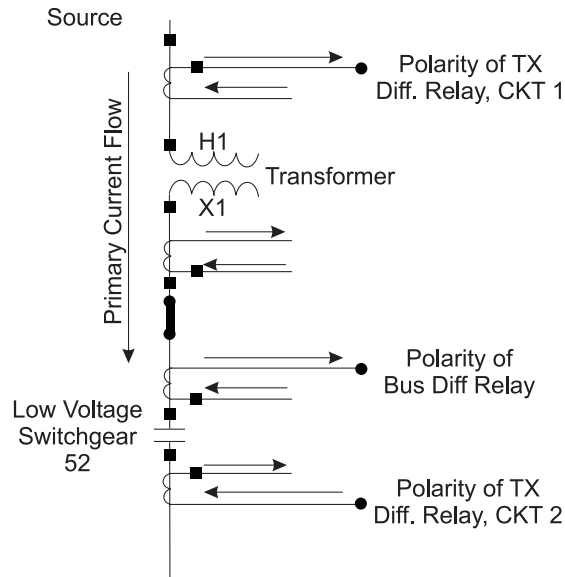 Source
Polarity of TX
Diff. Relay, CKT 1
Primary Current Flow
H1
Transformer
X1
Polarity of
Bus Diff Relay
Low Voltage
Switchgear
52
Polarity of TX
Diff. Relay, CKT 2